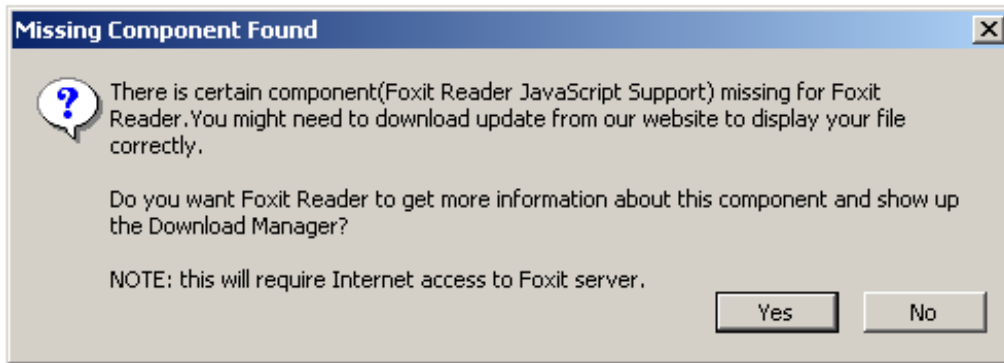 Missing Component Found
There is certain component(Foxit Reader JavaScript Support) missing for Foxit
Reader.You might need to download update from our website to display your file
correctly.
Do you want Foxit Reader to get more information about this component and show up
the Download Manager?
NOTE: this will require Internet access to Foxit server.
Yes No